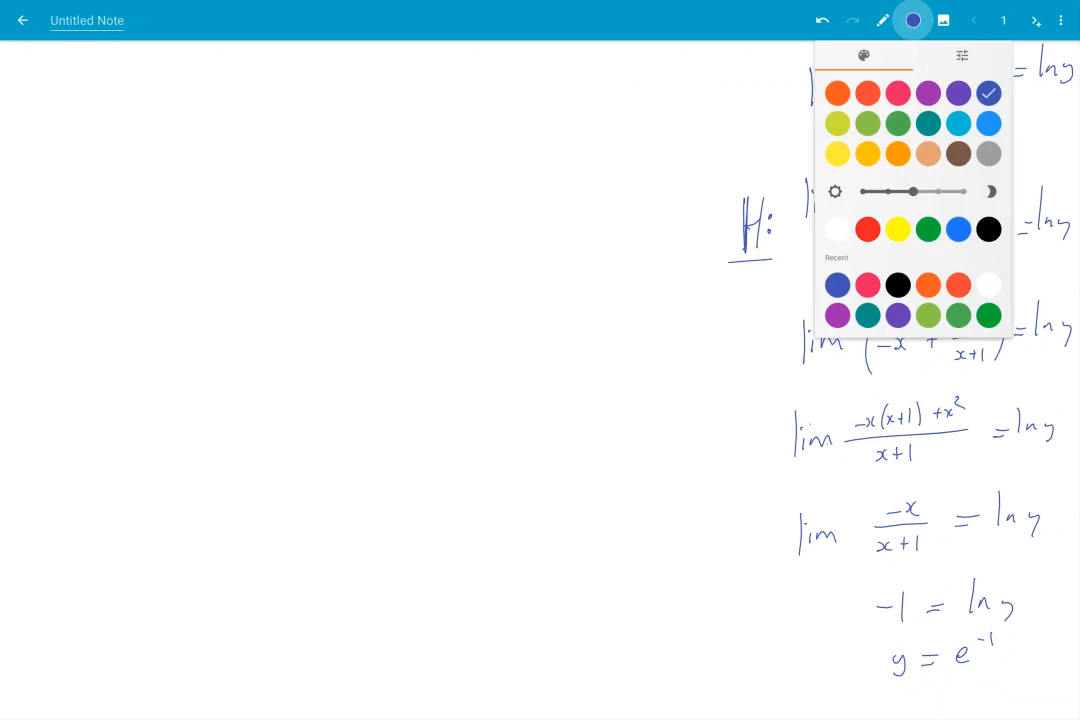 Untitled Note
1
= ln y
H:
= ln y
Recent
lim (-x + x+1) = ln y
lim -x(x+1) + x² / x+1 = ln y
lim -x / x+1 = ln y
-1 = ln y
y = e⁻¹